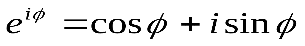 e^{iϕ} = cos ϕ + i sin ϕ